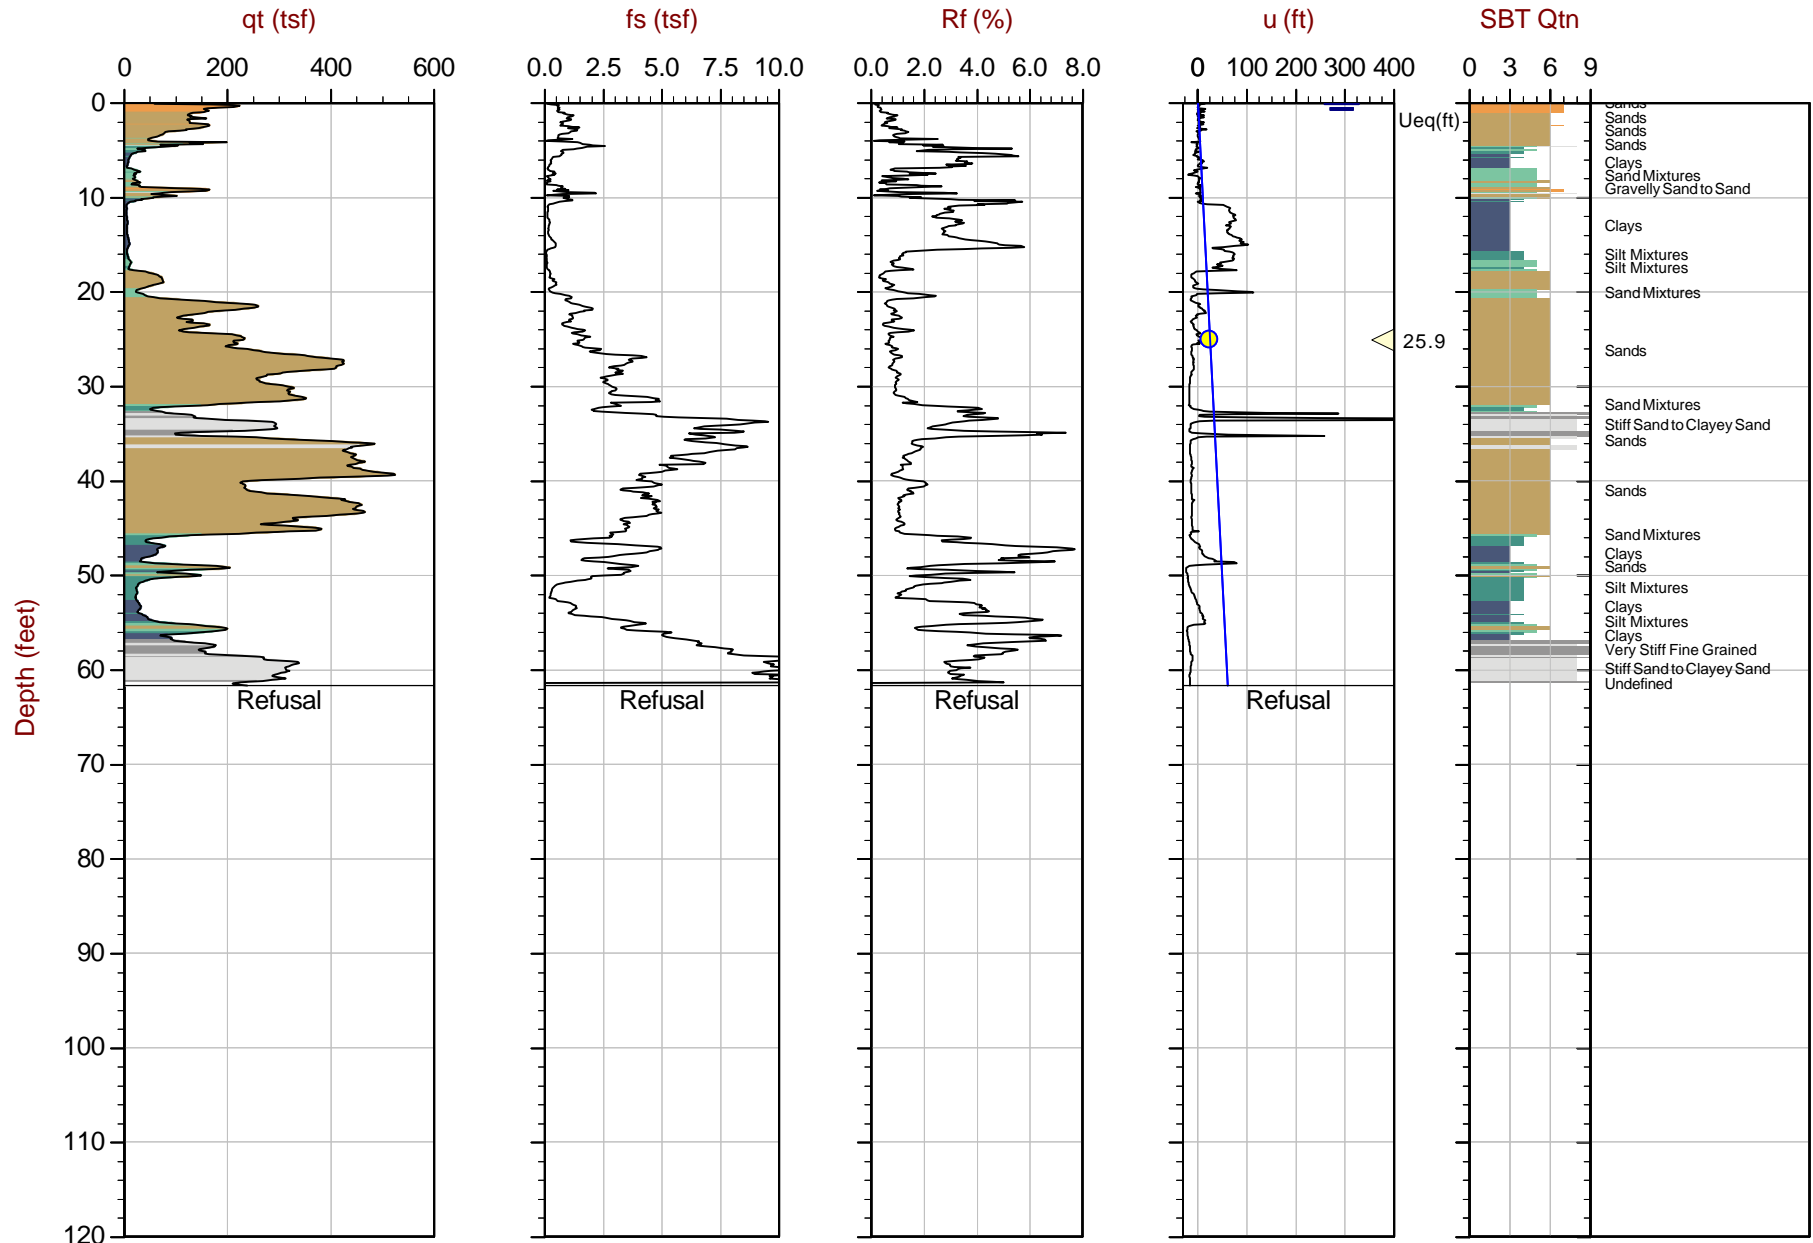 qt (tsf) fs (tsf) Rf (%) u (ft) SBT Qtn
0 200 400 600 0.0 2.5 5.0 7.5 10.0 0.0 2.0 4.0 6.0 8.0 0 100 200 300 400 0 3 6 9
0
Sands
Ueq(ft)
Sands
Sands
Sands
Clays
Sand Mixtures
Gravelly Sand to Sand
10
Clays
Silt Mixtures
Silt Mixtures
20
Sand Mixtures
25.9
Sands
30
Sand Mixtures
Stiff Sand to Clayey Sand
Sands
40
Sands
Sand Mixtures
Clays
Sands
50
Silt Mixtures
Clays
Silt Mixtures
Clays
Very Stiff Fine Grained
60
Stiff Sand to Clayey Sand
Undefined
Refusal Refusal Refusal Refusal
Depth (feet)
70
80
90
100
110
120